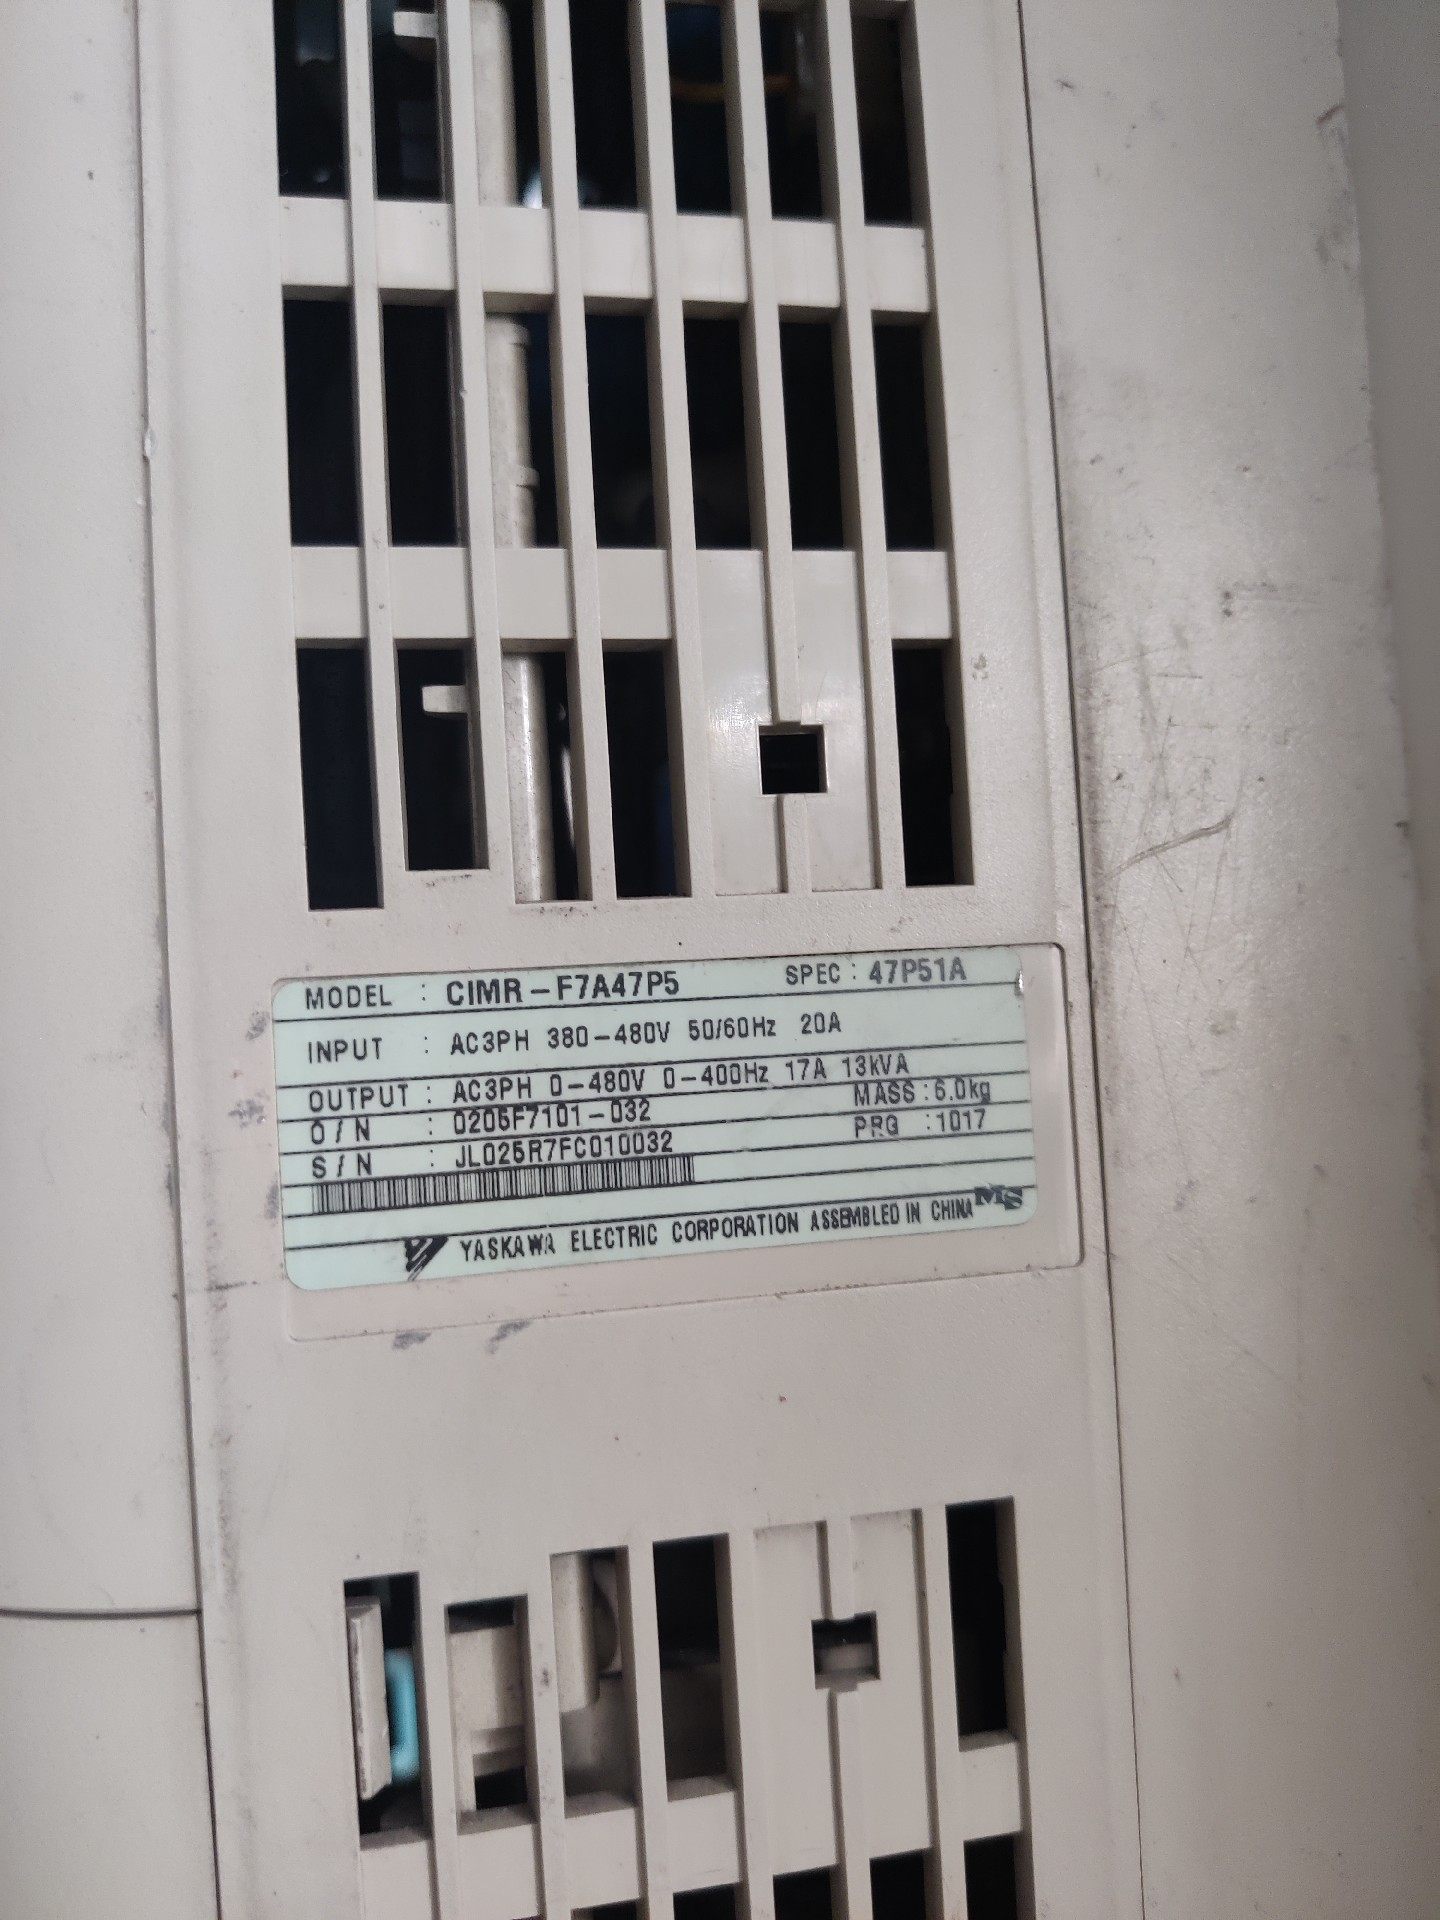 MODEL : CIMR-F7A47P5 SPEC : 47P51A
INPUT : AC3PH 380-480V 50/60Hz 20A
OUTPUT : AC3PH 0-480V 0-400Hz 17A 13kVA
O/N : 0205F7101-032 MASS : 6.0kg
S/N : JL025R7FC010032 PRG : 1017
YASKAWA ELECTRIC CORPORATION ASSEMBLED IN CHINA MS